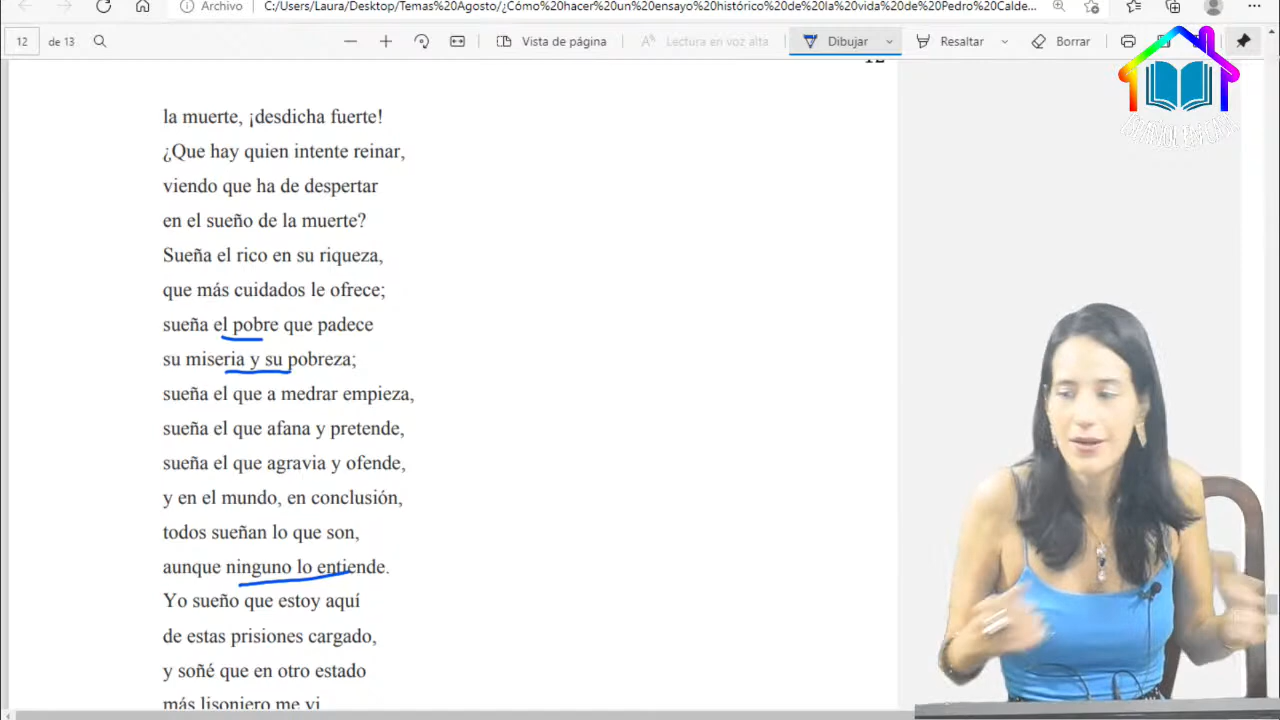 Archivo C:/Users/Laura/Desktop/Temas%20Agosto/¿Cómo%20hacer%20un%20ensayo%20histórico%20de%20la%20vida%20de%20Pedro%20Calde...
12 de 13 Vista de página Lectura en voz alta Dibujar Resaltar Borrar
12
la muerte, ¡desdicha fuerte!
¿Que hay quien intente reinar,
viendo que ha de despertar
en el sueño de la muerte?
Sueña el rico en su riqueza,
que más cuidados le ofrece;
sueña el pobre que padece
su miseria y su pobreza;
sueña el que a medrar empieza,
sueña el que afana y pretende,
sueña el que agravia y ofende,
y en el mundo, en conclusión,
todos sueñan lo que son,
aunque ninguno lo entiende.
Yo sueño que estoy aquí
de estas prisiones cargado,
y soñé que en otro estado
más lisonjero me vi